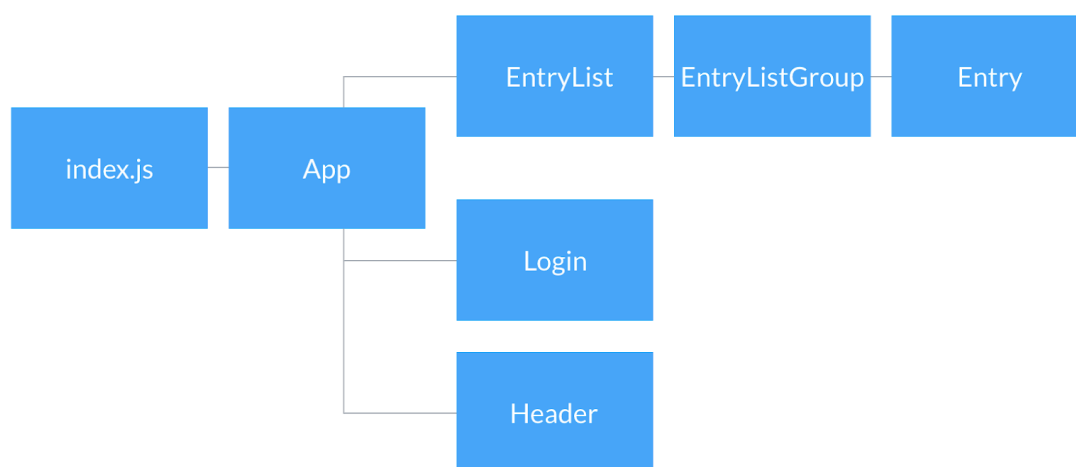 EntryList
EntryListGroup
Entry
index.js
App
Login
Header